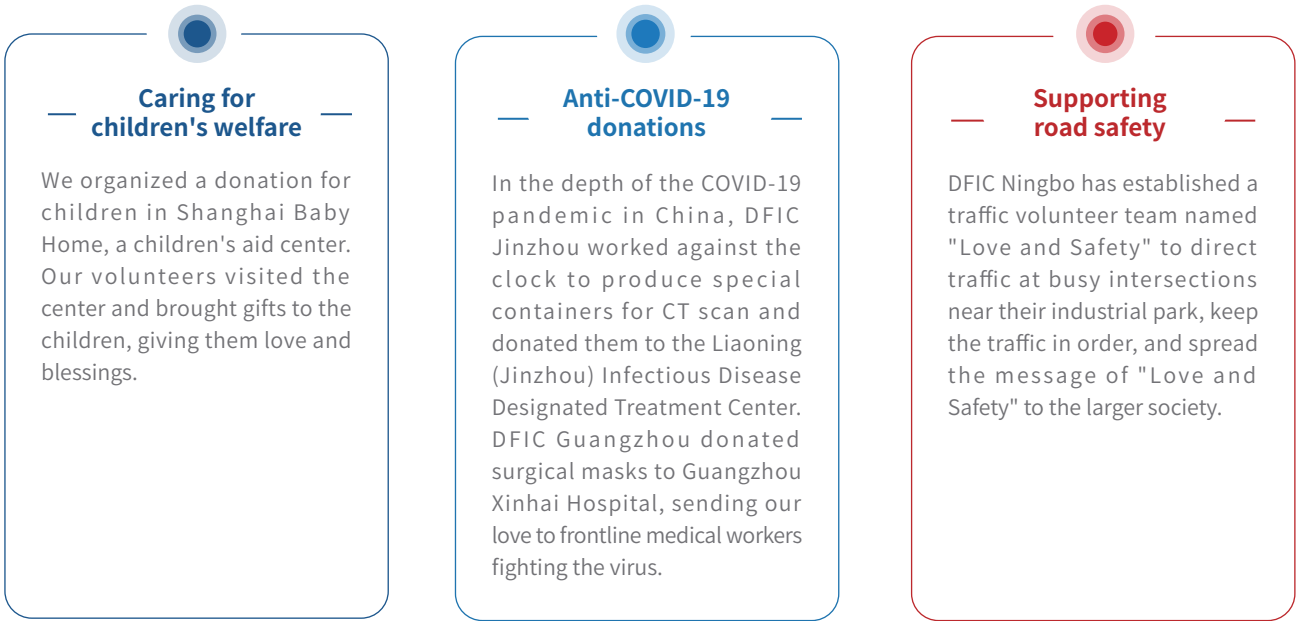 Caring for
children's welfare
We organized a donation for
children in Shanghai Baby
Home, a children's aid center.
Our volunteers visited the
center and brought gifts to the
children, giving them love and
blessings.
Anti-COVID-19
donations
In the depth of the COVID-19
pandemic in China, DFIC
Jinzhou worked against the
clock to produce special
containers for CT scan and
donated them to the Liaoning
(Jinzhou) Infectious Disease
Designated Treatment Center.
DFIC Guangzhou donated
surgical masks to Guangzhou
Xinhai Hospital, sending our
love to frontline medical workers
fighting the virus.
Supporting
road safety
DFIC Ningbo has established a
traffic volunteer team named
"Love and Safety" to direct
traffic at busy intersections
near their industrial park, keep
the traffic in order, and spread
the message of "Love and
Safety" to the larger society.